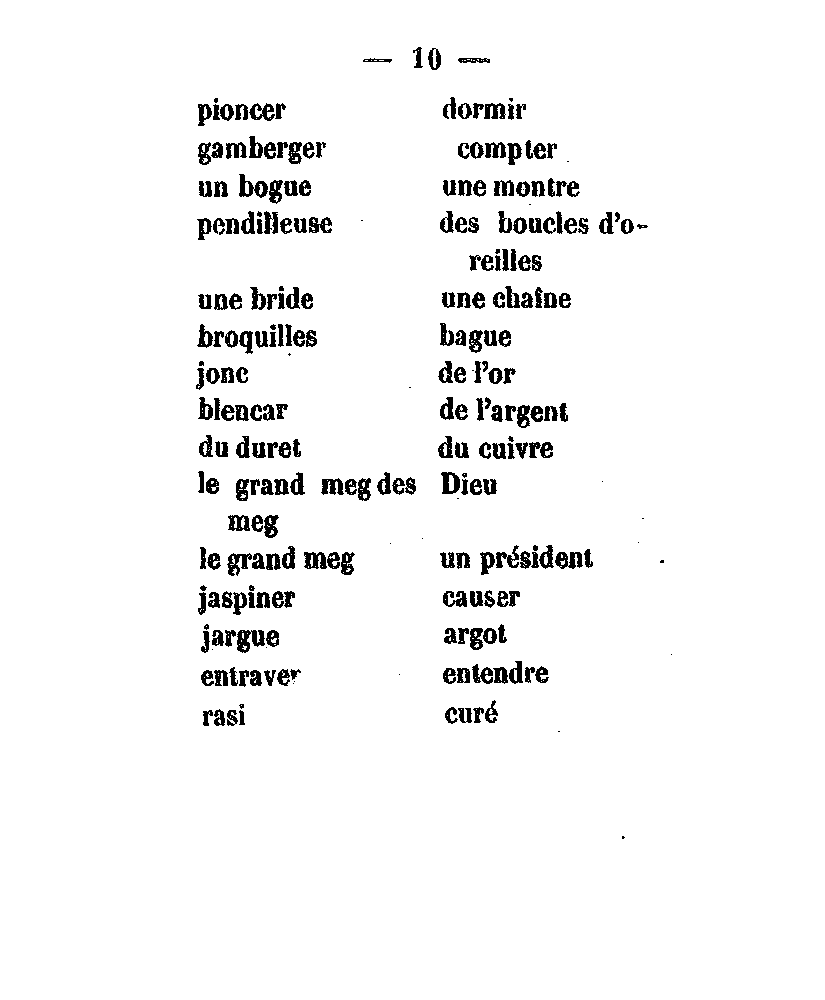 — 10 —
pioncer dormir
gamberger compter
un bogue une montre
pendilleuse des boucles d'o-
reilles
une bride une chaîne
broquilles bague
jonc de l'or
blencar de l'argent
du duret du cuivre
le grand meg des Dieu
meg
le grand meg un président
jaspiner causer
jargue argot
entraver entendre
rasi curé